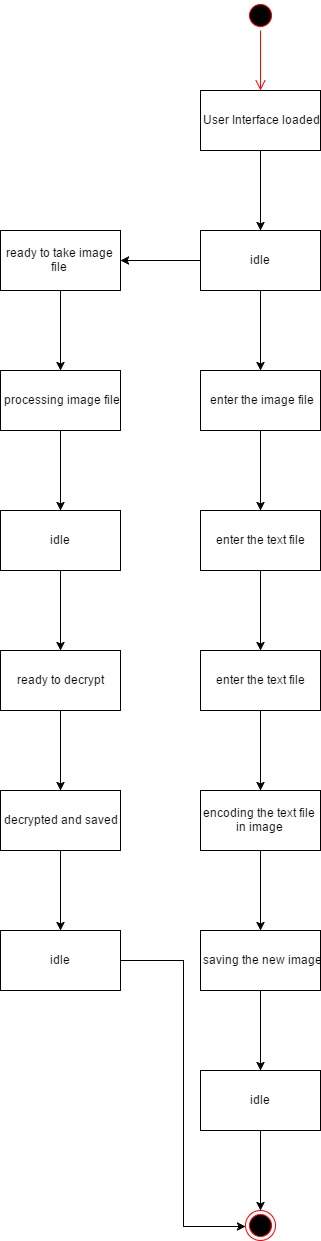 User Interface loaded
ready to take image
file
idle
processing image file
enter the image file
idle
enter the text file
ready to decrypt
enter the text file
decrypted and saved
encoding the text file
in image
idle
saving the new image
idle